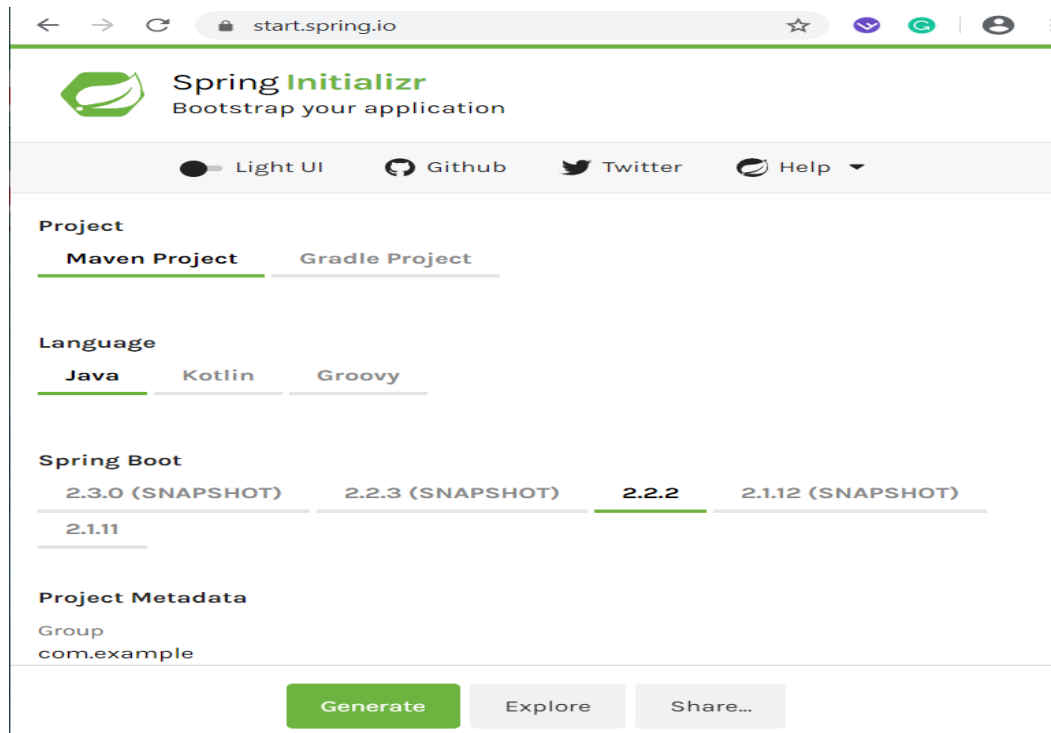 start.spring.io
Spring Initializr
Bootstrap your application
Light UI Github Twitter Help
Project
Maven Project Gradle Project
Language
Java Kotlin Groovy
Spring Boot
2.3.0 (SNAPSHOT) 2.2.3 (SNAPSHOT) 2.2.2 2.1.12 (SNAPSHOT)
2.1.11
Project Metadata
Group
com.example
Generate Explore Share...